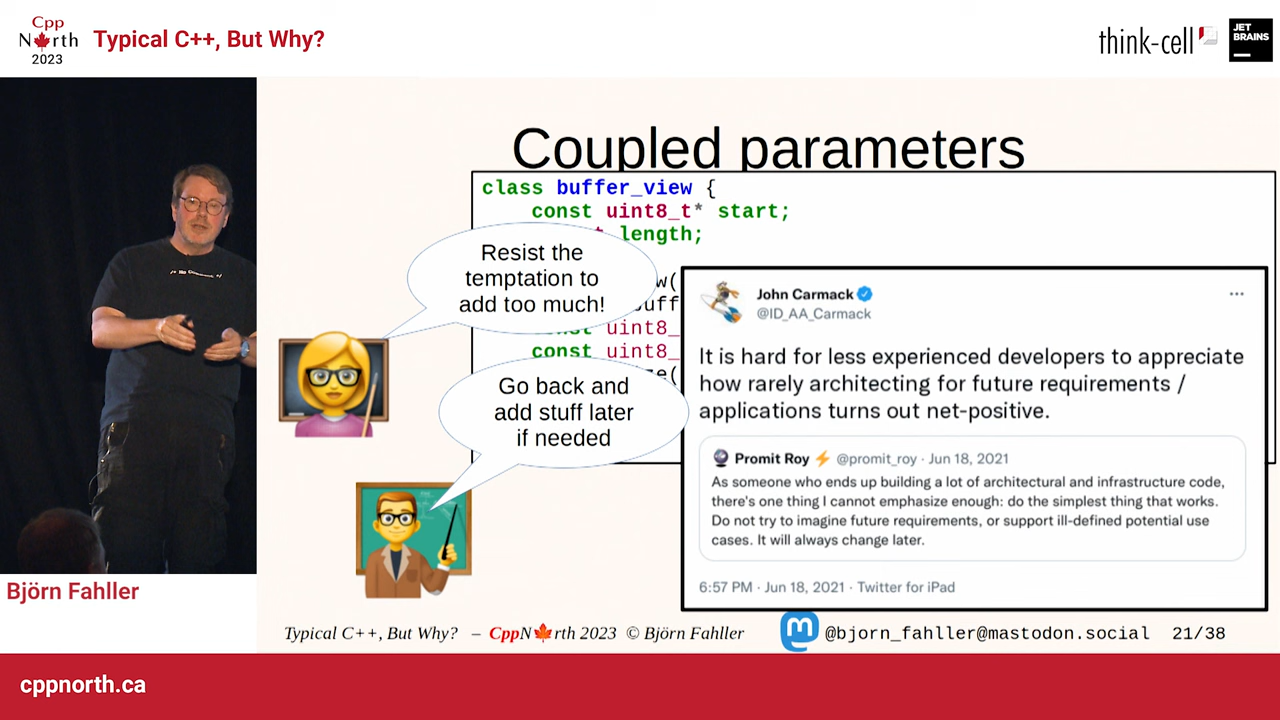 Cpp
North
2023
Typical C++, But Why?
think-cell
JET
BRAINS
Coupled parameters
class buffer_view {
const uint8_t* start;
length;
Resist the
temptation to
add too much!
const uint8_
const uint8_
Go back and
add stuff later
if needed
John Carmack
@ID_AA_Carmack
It is hard for less experienced developers to appreciate
how rarely architecting for future requirements /
applications turns out net-positive.
Promit Roy ⚡ @promit_roy · Jun 18, 2021
As someone who ends up building a lot of architectural and infrastructure code,
there's one thing I cannot emphasize enough: do the simplest thing that works.
Do not try to imagine future requirements, or support ill-defined potential use
cases. It will always change later.
6:57 PM · Jun 18, 2021 · Twitter for iPad
Björn Fahller
Typical C++, But Why? – CppN🍁rth 2023 © Björn Fahller
@bjorn_fahller@mastodon.social 21/38
cppnorth.ca